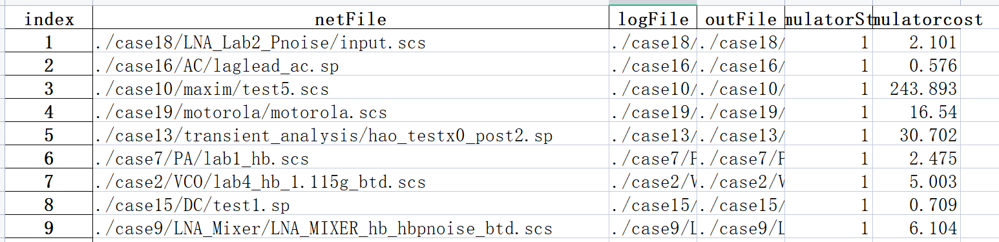 index netFile logFile outFile mulatorSt mulatorcost
1 ./case18/LNA_Lab2_Pnoise/input.scs ./case18/ ./case18/ 1 2.101
2 ./case16/AC/laglead_ac.sp ./case16/ ./case16/ 1 0.576
3 ./case10/maxim/test5.scs ./case10/ ./case10/ 1 243.893
4 ./case19/motorola/motorola.scs ./case19/ ./case19/ 1 16.54
5 ./case13/transient_analysis/hao_testx0_post2.sp ./case13/ ./case13/ 1 30.702
6 ./case7/PA/lab1_hb.scs ./case7/P ./case7/P 1 2.475
7 ./case2/VCO/lab4_hb_1.115g_btd.scs ./case2/V ./case2/V 1 5.003
8 ./case15/DC/test1.sp ./case15/ ./case15/ 1 0.709
9 ./case9/LNA_Mixer/LNA_MIXER_hb_hbpnoise_btd.scs ./case9/L ./case9/L 1 6.104